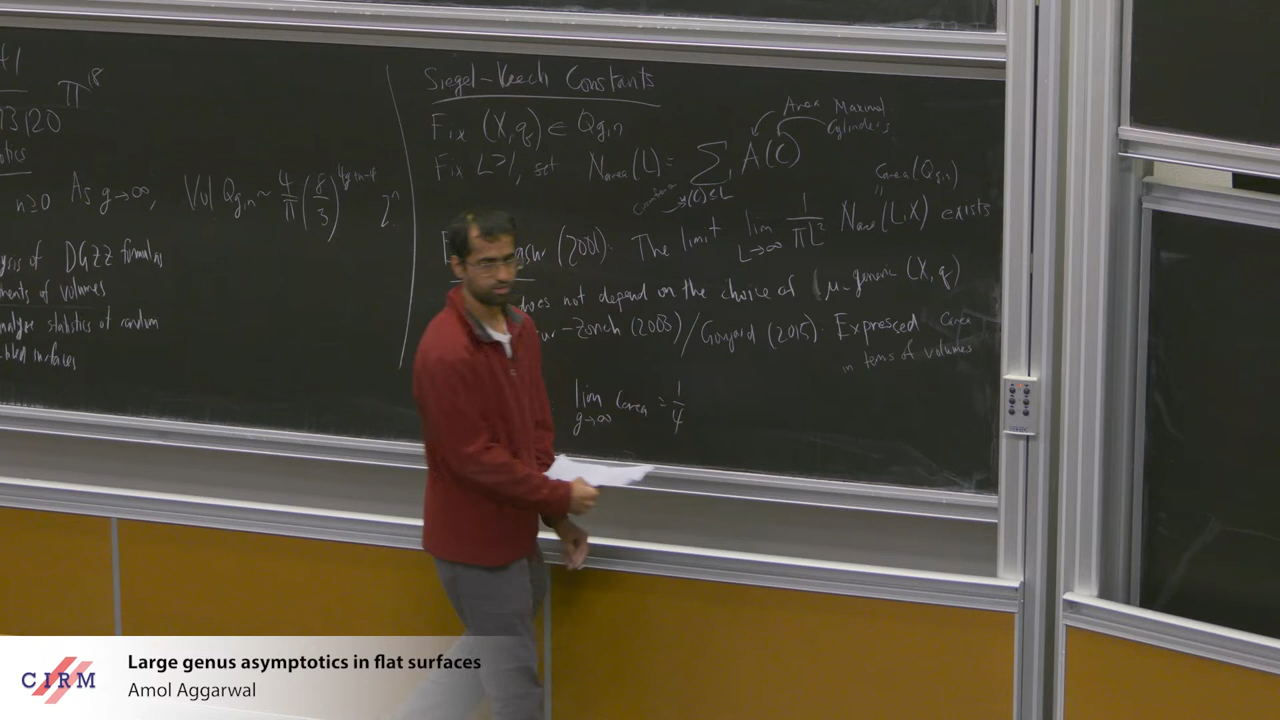 π^18
93120
n≥0 As g→∞, Vol Q_{g,n} ~ 4/π (8/3)^{4g-4+n} 2^n.
of DGZZ formulas
of volumes
statistics of random
surfaces
Siegel-Veech Constants
Fix (X,q) ∈ Q_{g,n}
Fix L>1, set N_area(L) = Σ A(C)
Area Maximal
Cylinders
C_area(Q_{g,n})
(2001): The limit lim_{L→∞} 1/πL² N_area(L,X) exists
does not depend on the choice of μ-generic (X,q)
-Zorich (2003)/Goujard (2015): Expressed C_area
in terms of volumes
lim_{g→∞} C_area = 1/4
CIRM
Large genus asymptotics in flat surfaces
Amol Aggarwal